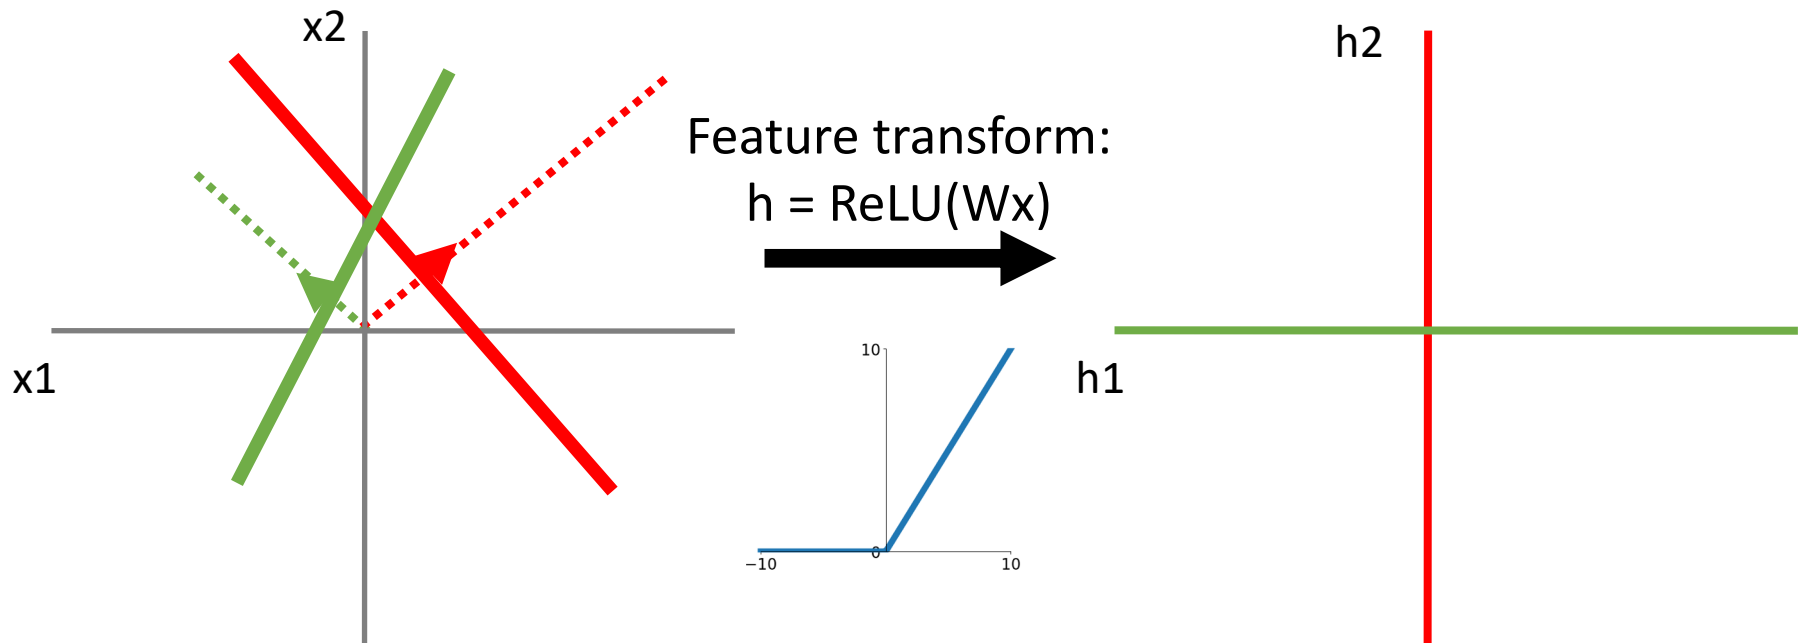 x2
h2
Feature transform:
h = ReLU(Wx)
x1
h1
10
0
−10
10